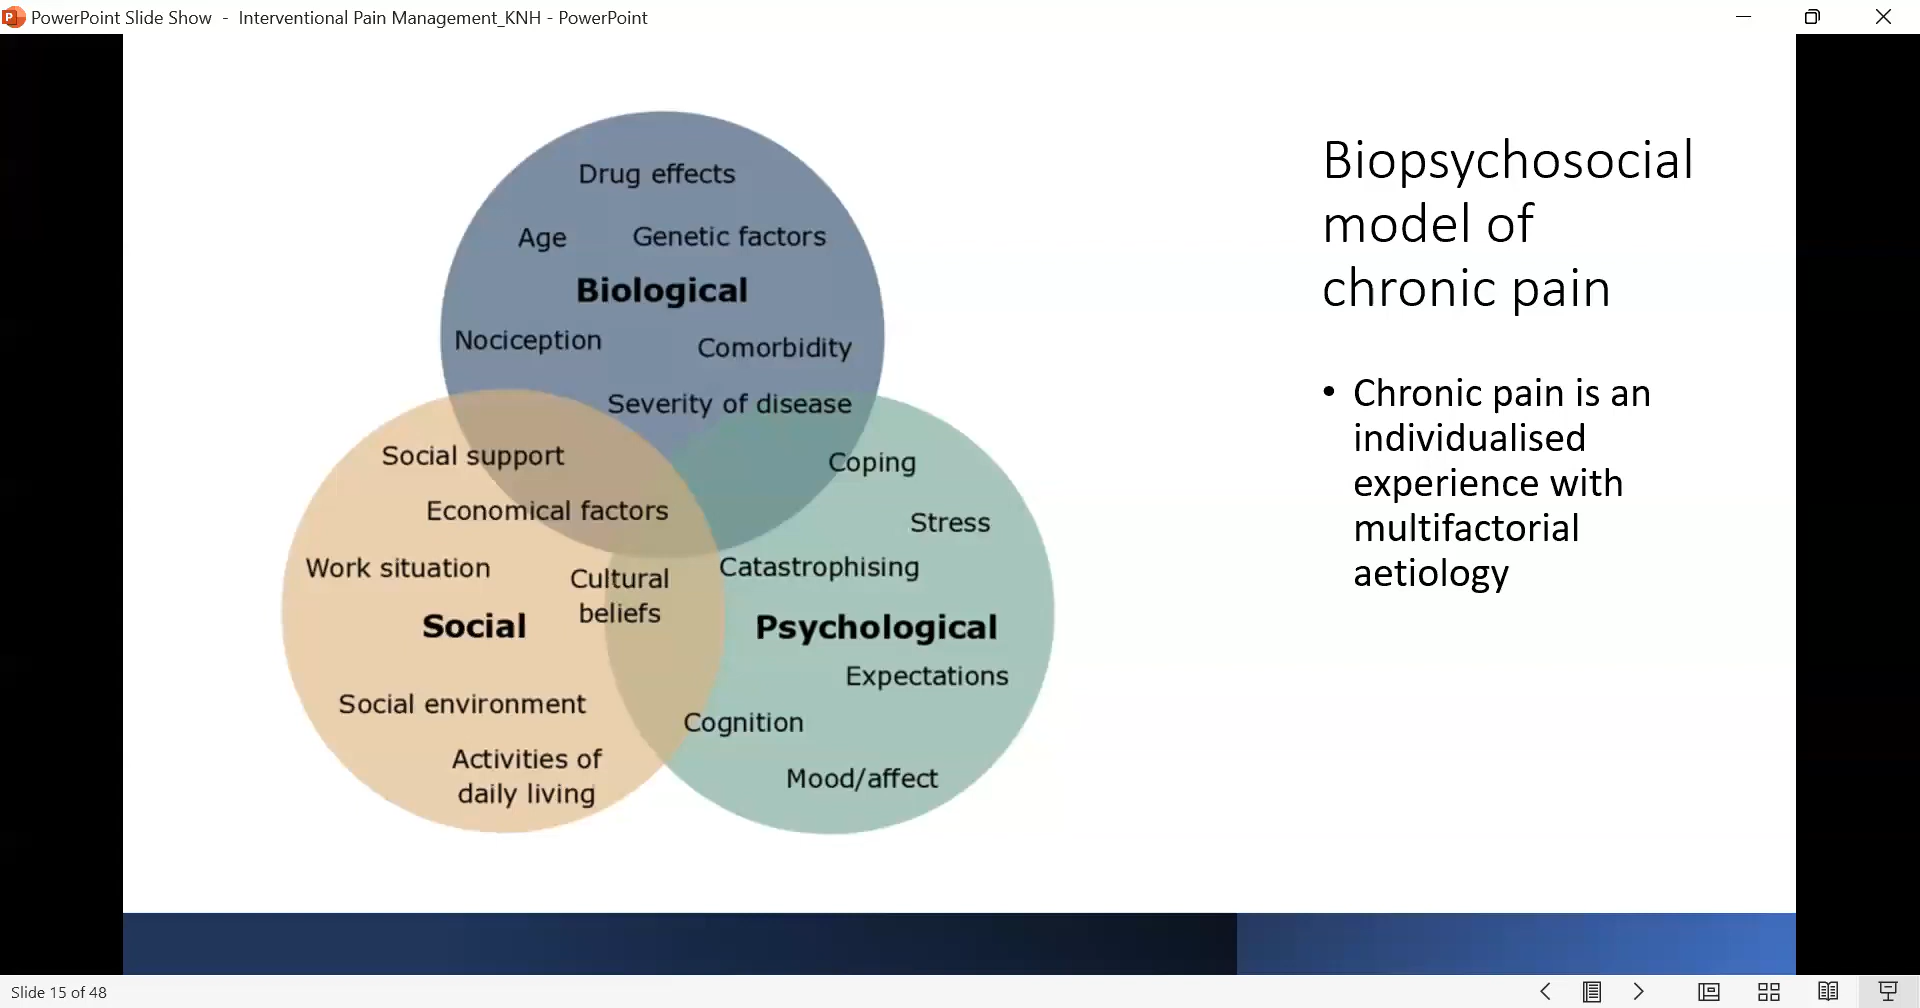 PowerPoint Slide Show - Interventional Pain Management_KNH - PowerPoint
Drug effects
Age
Genetic factors
Biological
Nociception
Comorbidity
Severity of disease
Social support
Economical factors
Work situation
Cultural
beliefs
Social
Social environment
Activities of
daily living
Coping
Stress
Catastrophising
Psychological
Expectations
Cognition
Mood/affect
Biopsychosocial
model of
chronic pain
• Chronic pain is an
individualised
experience with
multifactorial
aetiology
Slide 15 of 48